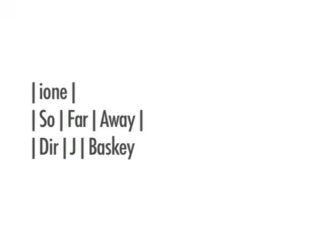 | ione |
| So | Far | Away |
| Dir | J | Baskey